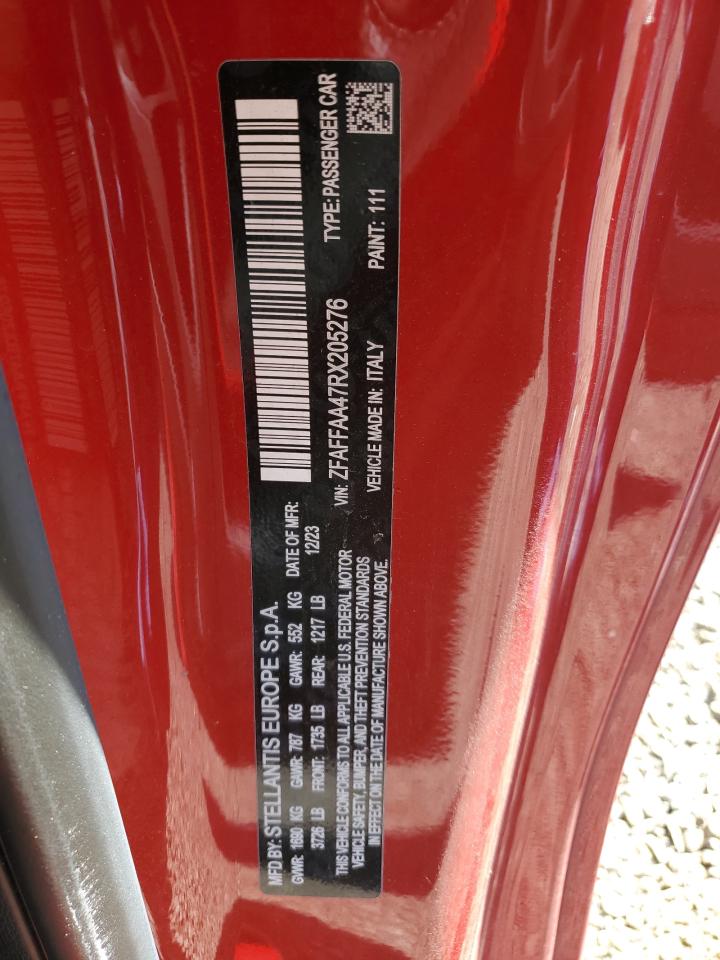 MFD BY: STELLANTIS EUROPE S.p.A.
GVWR: 1690 KG GAWR: 787 KG GAWR: 552 KG DATE OF MFR:
3726 LB FRONT: 1735 LB REAR: 1217 LB 12/23
THIS VEHICLE CONFORMS TO ALL APPLICABLE U.S. FEDERAL MOTOR
VEHICLE SAFETY, BUMPER, AND THEFT PREVENTION STANDARDS
IN EFFECT ON THE DATE OF MANUFACTURE SHOWN ABOVE.
VIN: ZFAFFAA47RX205276 TYPE: PASSENGER CAR
VEHICLE MADE IN: ITALY PAINT: 111